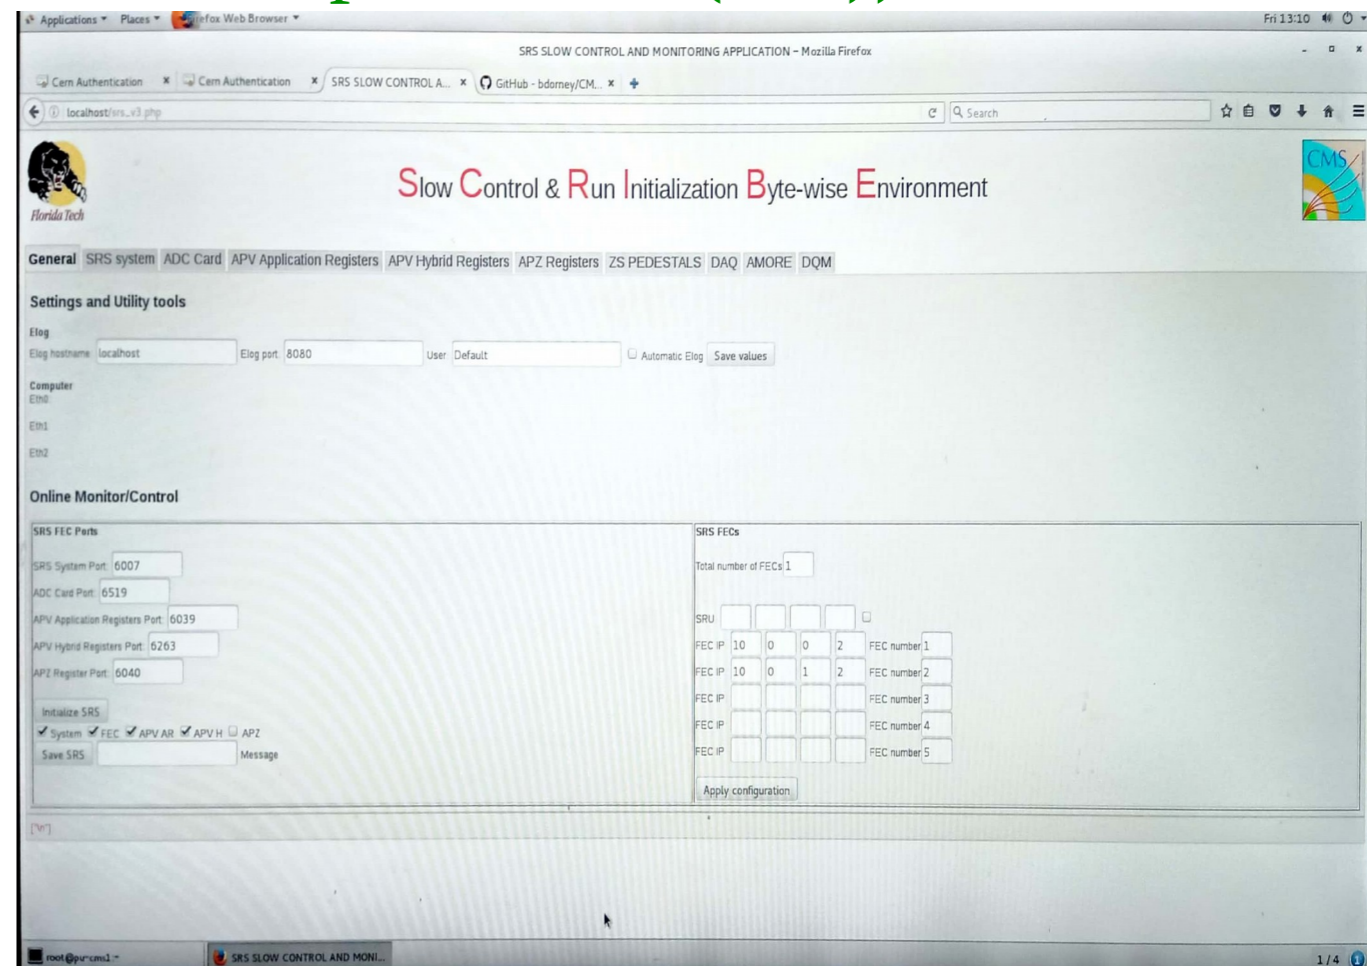 Applications Places Firefox Web Browser Fri 13:10
SRS SLOW CONTROL AND MONITORING APPLICATION – Mozilla Firefox
Cern Authentication Cern Authentication SRS SLOW CONTROL A... GitHub - bdorney/CM...
localhost/srs_v3.php Search
Florida Tech
Slow Control & Run Initialization Byte-wise Environment
CMS
General SRS system ADC Card APV Application Registers APV Hybrid Registers APZ Registers ZS PEDESTALS DAQ AMORE DQM
Settings and Utility tools
Elog
Elog hostname: localhost Elog port: 8080 User Default Automatic Elog Save values
Computer
Eth0:
Eth1
Eth2
Online Monitor/Control
SRS FEC Ports
SRS System Port: 6007
ADC Card Port: 6519
APV Application Registers Port: 6039
APV Hybrid Registers Port: 6263
APZ Register Port: 6040
Initialize SRS
System FEC APV AR APV H APZ
Save SRS Message
SRS FECs
Total number of FECs 1
SRU
FEC IP 10 0 0 2 FEC number 1
FEC IP 10 0 1 2 FEC number 2
FEC IP FEC number 3
FEC IP FEC number 4
FEC IP FEC number 5
Apply configuration
SRS SLOW CONTROL AND MONI...
1 / 4